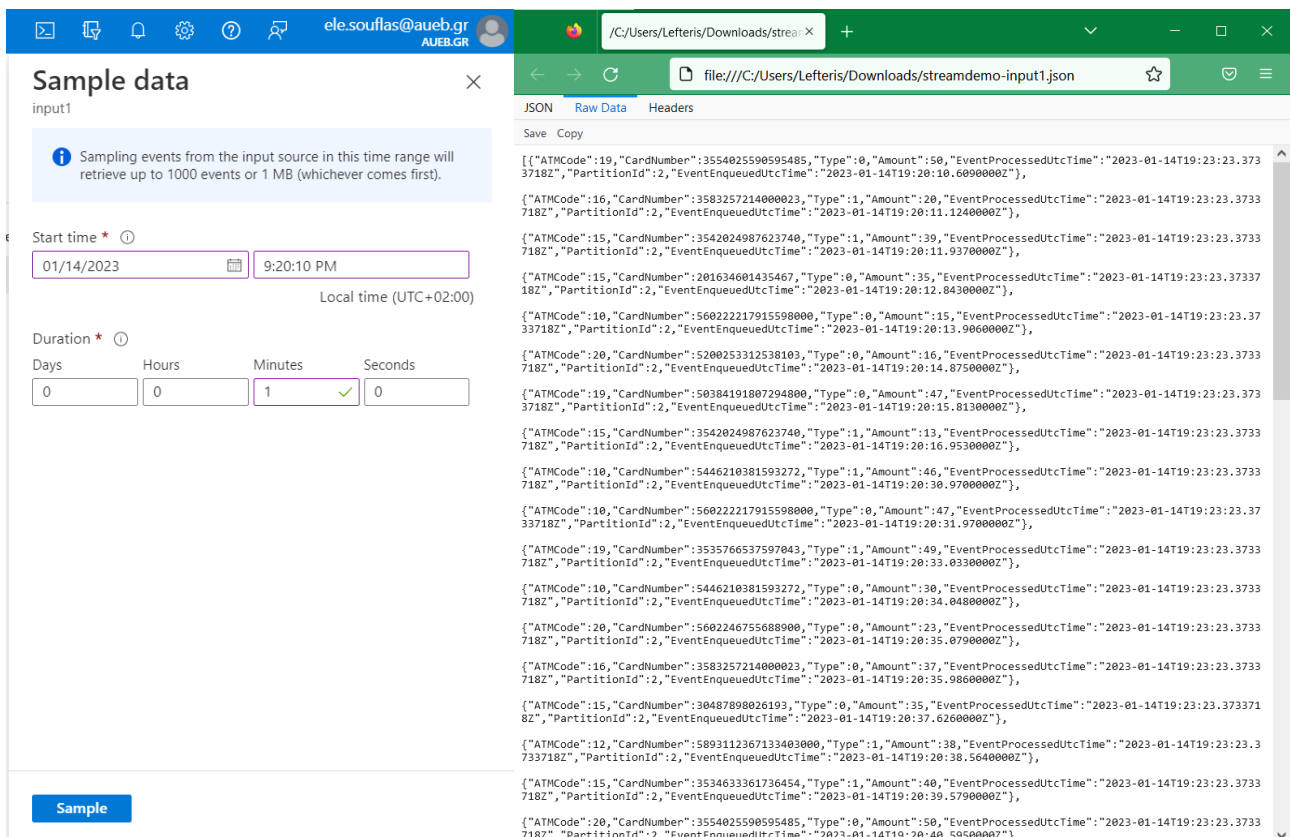 ele.souflas@aueb.gr
AUEB.GR
Sample data
input1
Sampling events from the input source in this time range will
retrieve up to 1000 events or 1 MB (whichever comes first).
Start time *
01/14/2023 9:20:10 PM
Local time (UTC+02:00)
Duration *
Days Hours Minutes Seconds
0 0 1 0
Sample
/C:/Users/Lefteris/Downloads/strear
file:///C:/Users/Lefteris/Downloads/streamdemo-input1.json
JSON Raw Data Headers
Save Copy
[{"ATMCode":19,"CardNumber":3554025590595485,"Type":0,"Amount":50,"EventProcessedUtcTime":"2023-01-14T19:23:23.373
3718Z","PartitionId":2,"EventEnqueuedUtcTime":"2023-01-14T19:20:10.6090000Z"},
{"ATMCode":16,"CardNumber":3583257214000023,"Type":1,"Amount":20,"EventProcessedUtcTime":"2023-01-14T19:23:23.3733
718Z","PartitionId":2,"EventEnqueuedUtcTime":"2023-01-14T19:20:11.1240000Z"},
{"ATMCode":15,"CardNumber":3542024987623740,"Type":1,"Amount":39,"EventProcessedUtcTime":"2023-01-14T19:23:23.3733
718Z","PartitionId":2,"EventEnqueuedUtcTime":"2023-01-14T19:20:11.9370000Z"},
{"ATMCode":15,"CardNumber":201634601435467,"Type":0,"Amount":35,"EventProcessedUtcTime":"2023-01-14T19:23:23.37337
18Z","PartitionId":2,"EventEnqueuedUtcTime":"2023-01-14T19:20:12.8430000Z"},
{"ATMCode":10,"CardNumber":560222217915598000,"Type":0,"Amount":15,"EventProcessedUtcTime":"2023-01-14T19:23:23.37
33718Z","PartitionId":2,"EventEnqueuedUtcTime":"2023-01-14T19:20:13.9060000Z"},
{"ATMCode":20,"CardNumber":5200253312538103,"Type":0,"Amount":16,"EventProcessedUtcTime":"2023-01-14T19:23:23.3733
718Z","PartitionId":2,"EventEnqueuedUtcTime":"2023-01-14T19:20:14.8750000Z"},
{"ATMCode":19,"CardNumber":50384191807294800,"Type":0,"Amount":47,"EventProcessedUtcTime":"2023-01-14T19:23:23.373
3718Z","PartitionId":2,"EventEnqueuedUtcTime":"2023-01-14T19:20:15.8130000Z"},
{"ATMCode":15,"CardNumber":3542024987623740,"Type":1,"Amount":13,"EventProcessedUtcTime":"2023-01-14T19:23:23.3733
718Z","PartitionId":2,"EventEnqueuedUtcTime":"2023-01-14T19:20:16.9530000Z"},
{"ATMCode":10,"CardNumber":5446210381593272,"Type":1,"Amount":46,"EventProcessedUtcTime":"2023-01-14T19:23:23.3733
718Z","PartitionId":2,"EventEnqueuedUtcTime":"2023-01-14T19:20:30.9700000Z"},
{"ATMCode":10,"CardNumber":560222217915598000,"Type":0,"Amount":47,"EventProcessedUtcTime":"2023-01-14T19:23:23.37
33718Z","PartitionId":2,"EventEnqueuedUtcTime":"2023-01-14T19:20:31.9700000Z"},
{"ATMCode":19,"CardNumber":3535766537597043,"Type":1,"Amount":49,"EventProcessedUtcTime":"2023-01-14T19:23:23.3733
718Z","PartitionId":2,"EventEnqueuedUtcTime":"2023-01-14T19:20:33.0330000Z"},
{"ATMCode":10,"CardNumber":5446210381593272,"Type":0,"Amount":30,"EventProcessedUtcTime":"2023-01-14T19:23:23.3733
718Z","PartitionId":2,"EventEnqueuedUtcTime":"2023-01-14T19:20:34.0480000Z"},
{"ATMCode":20,"CardNumber":5602246755688900,"Type":0,"Amount":23,"EventProcessedUtcTime":"2023-01-14T19:23:23.3733
718Z","PartitionId":2,"EventEnqueuedUtcTime":"2023-01-14T19:20:35.0790000Z"},
{"ATMCode":16,"CardNumber":3583257214000023,"Type":0,"Amount":37,"EventProcessedUtcTime":"2023-01-14T19:23:23.3733
718Z","PartitionId":2,"EventEnqueuedUtcTime":"2023-01-14T19:20:35.9860000Z"},
{"ATMCode":15,"CardNumber":30487898026193,"Type":0,"Amount":35,"EventProcessedUtcTime":"2023-01-14T19:23:23.373371
8Z","PartitionId":2,"EventEnqueuedUtcTime":"2023-01-14T19:20:37.6260000Z"},
{"ATMCode":12,"CardNumber":5893112367133403000,"Type":1,"Amount":38,"EventProcessedUtcTime":"2023-01-14T19:23:23.3
733718Z","PartitionId":2,"EventEnqueuedUtcTime":"2023-01-14T19:20:38.5640000Z"},
{"ATMCode":15,"CardNumber":3534633361736454,"Type":1,"Amount":40,"EventProcessedUtcTime":"2023-01-14T19:23:23.3733
718Z","PartitionId":2,"EventEnqueuedUtcTime":"2023-01-14T19:20:39.5790000Z"},
{"ATMCode":20,"CardNumber":3554025590595485,"Type":0,"Amount":50,"EventProcessedUtcTime":"2023-01-14T19:23:23.3733
718Z","PartitionId":2,"EventEnqueuedUtcTime":"2023-01-14T19:20:40.5950000Z"}